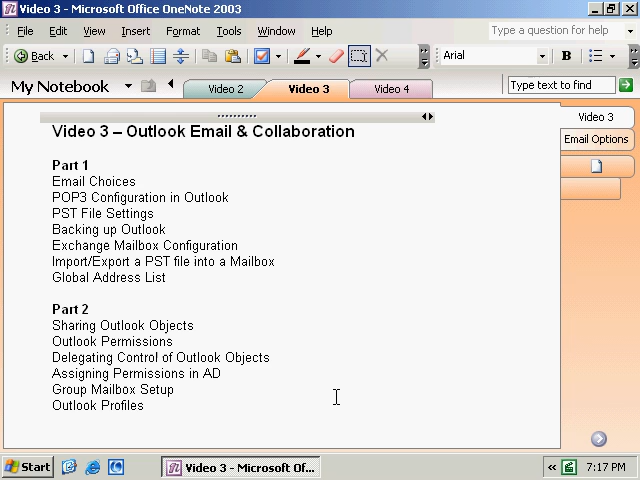 Video 3 - Microsoft Office OneNote 2003
File Edit View Insert Format Tools Window Help Type a question for help
Back Arial B
My Notebook Video 2 Video 3 Video 4 Type text to find
Video 3 – Outlook Email & Collaboration
Part 1
Email Choices
POP3 Configuration in Outlook
PST File Settings
Backing up Outlook
Exchange Mailbox Configuration
Import/Export a PST file into a Mailbox
Global Address List
Part 2
Sharing Outlook Objects
Outlook Permissions
Delegating Control of Outlook Objects
Assigning Permissions in AD
Group Mailbox Setup
Outlook Profiles
Video 3
Email Options
Start Video 3 - Microsoft Of... « 7:17 PM